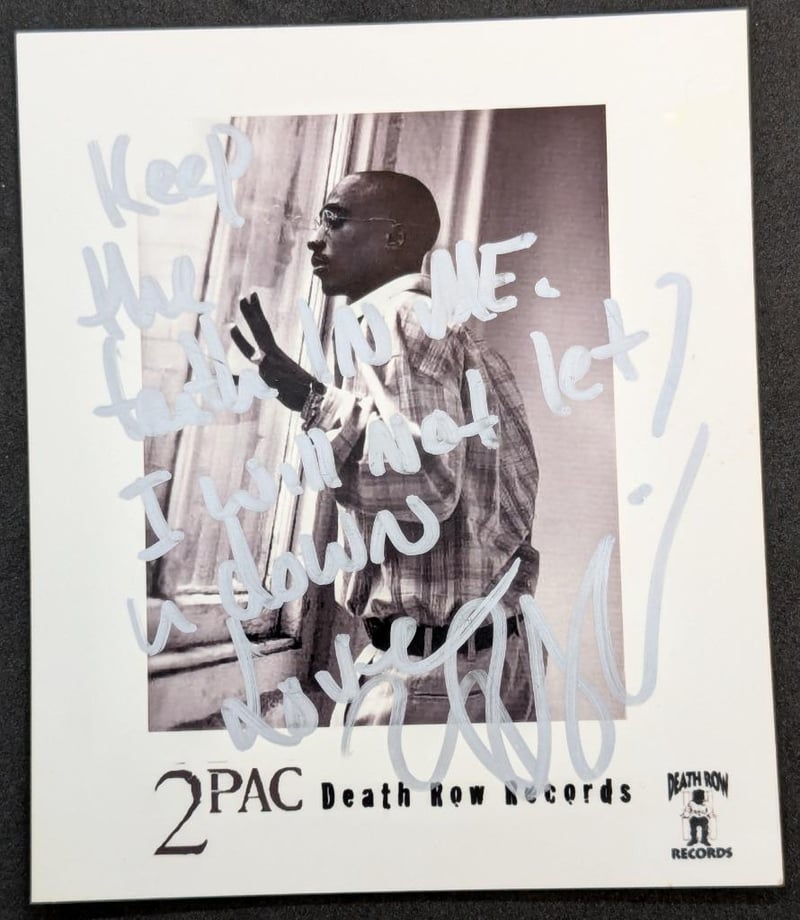 Keep
the
faith IN ME.
I will Not let
u down
Love
2PAC Death Row Records
DEATH ROW
RECORDS